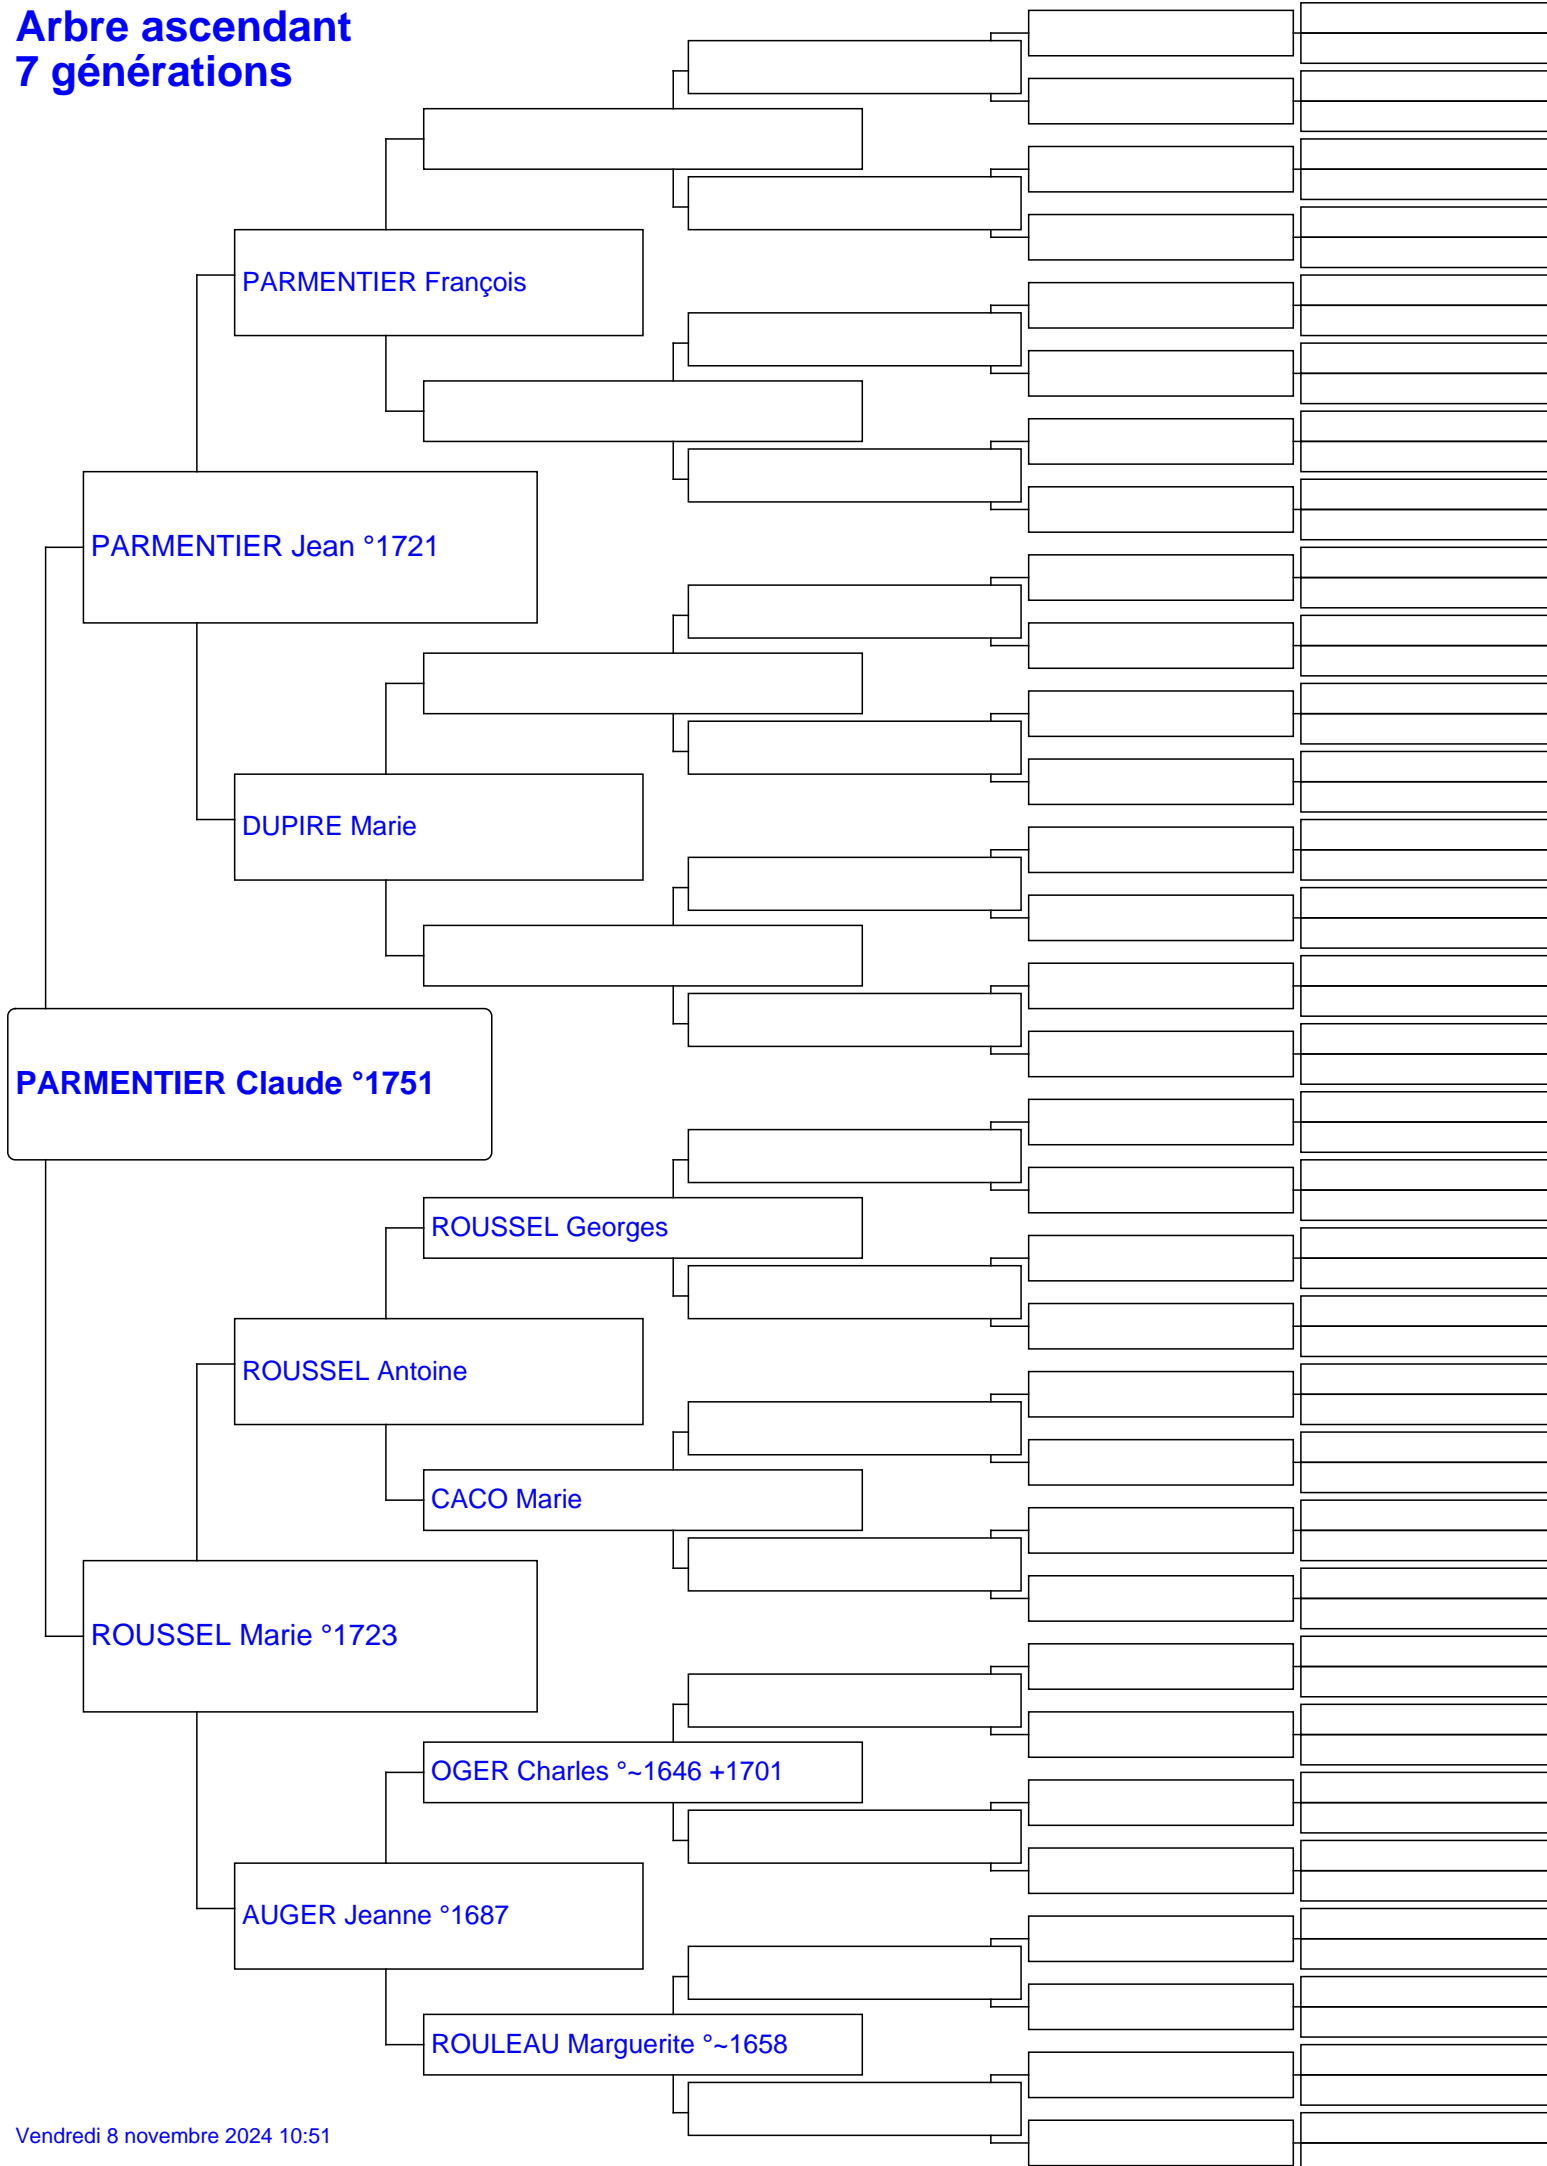 Arbre ascendant
7 générations
PARMENTIER François
PARMENTIER Jean °1721
DUPIRE Marie
PARMENTIER Claude °1751
ROUSSEL Georges
ROUSSEL Antoine
CACO Marie
ROUSSEL Marie °1723
OGER Charles °~1646 +1701
AUGER Jeanne °1687
ROULEAU Marguerite °~1658
Vendredi 8 novembre 2024 10:51